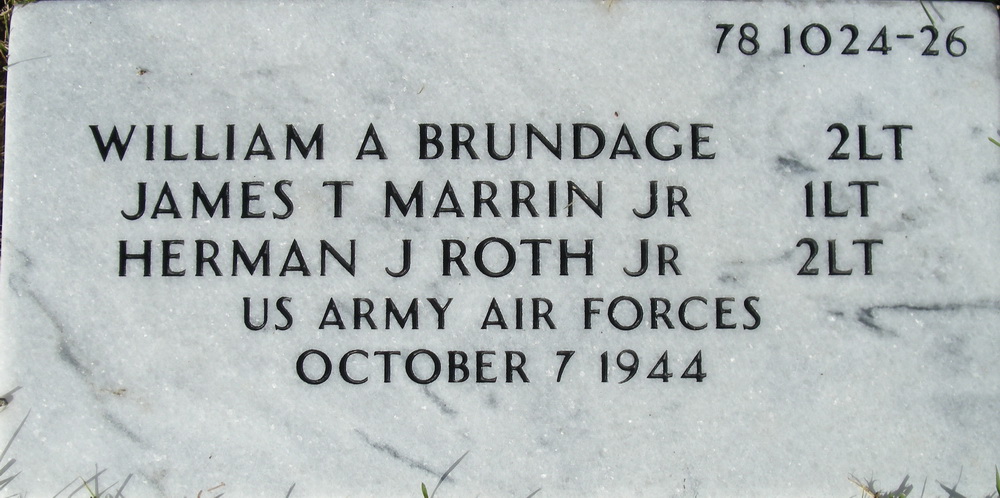 78 1024-26
WILLIAM A BRUNDAGE 2LT
JAMES T MARRIN JR 1LT
HERMAN J ROTH JR 2LT
US ARMY AIR FORCES
OCTOBER 7 1944